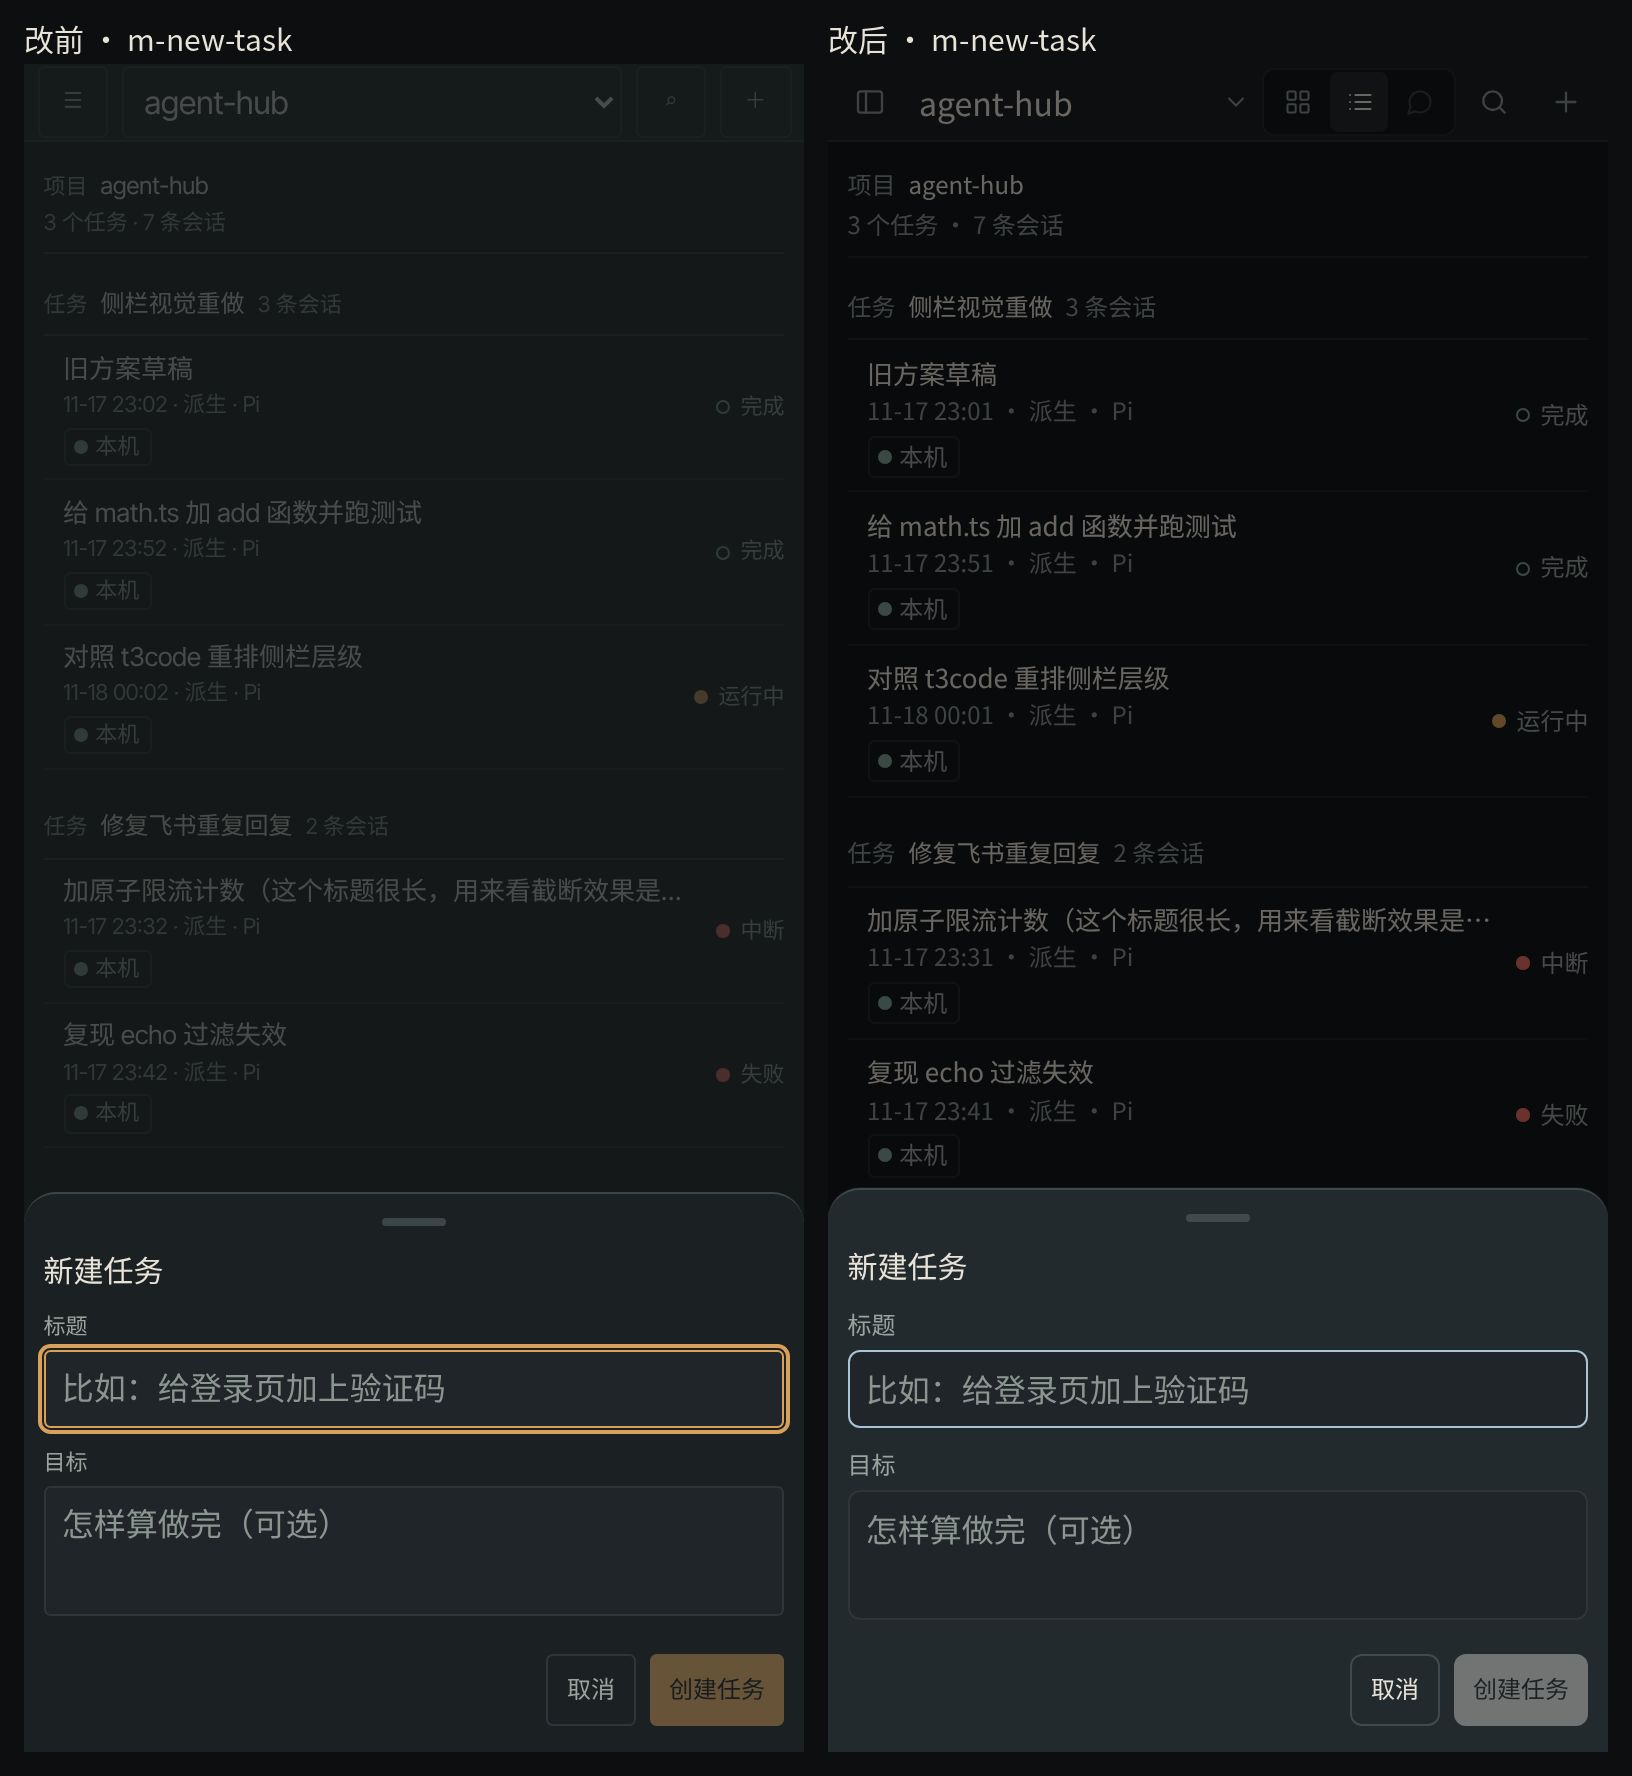 改前 · m-new-task
agent-hub
项目 agent-hub
3 个任务 · 7 条会话
任务 侧栏视觉重做 3 条会话
旧方案草稿
11-17 23:02 · 派生 · Pi
完成
本机
给 math.ts 加 add 函数并跑测试
11-17 23:52 · 派生 · Pi
完成
本机
对照 t3code 重排侧栏层级
11-18 00:02 · 派生 · Pi
运行中
本机
任务 修复飞书重复回复 2 条会话
加原子限流计数（这个标题很长，用来看截断效果是…
11-17 23:32 · 派生 · Pi
中断
本机
复现 echo 过滤失效
11-17 23:42 · 派生 · Pi
失败
本机
新建任务
标题
比如：给登录页加上验证码
目标
怎样算做完（可选）
取消 创建任务
改后 · m-new-task
agent-hub
项目 agent-hub
3 个任务 · 7 条会话
任务 侧栏视觉重做 3 条会话
旧方案草稿
11-17 23:01 · 派生 · Pi
完成
本机
给 math.ts 加 add 函数并跑测试
11-17 23:51 · 派生 · Pi
完成
本机
对照 t3code 重排侧栏层级
11-18 00:01 · 派生 · Pi
运行中
本机
任务 修复飞书重复回复 2 条会话
加原子限流计数（这个标题很长，用来看截断效果是…
11-17 23:31 · 派生 · Pi
中断
本机
复现 echo 过滤失效
11-17 23:41 · 派生 · Pi
失败
本机
新建任务
标题
比如：给登录页加上验证码
目标
怎样算做完（可选）
取消 创建任务